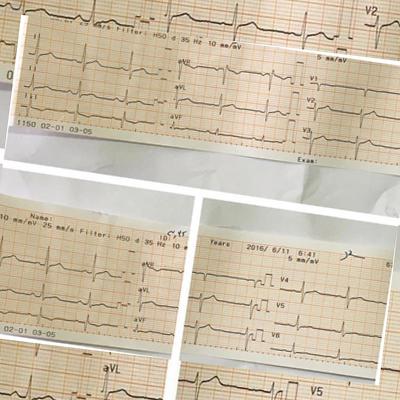 V2
25 mm/s Filter: H50 d 35 Hz 10 mm/mV
5 mm/mV
I
aVR
V1
aVL
V2
aVF
V3
1150 02-01 03-05
Exam:
Name:
10 mm/mV 25 mm/s Filter: H50 d 35 Hz 10
aVR
aVL
aVF
02-01 03-05
Years 2016/ 6/11 6:41
5 mm/mV
V4
V5
V6
aVL
V5